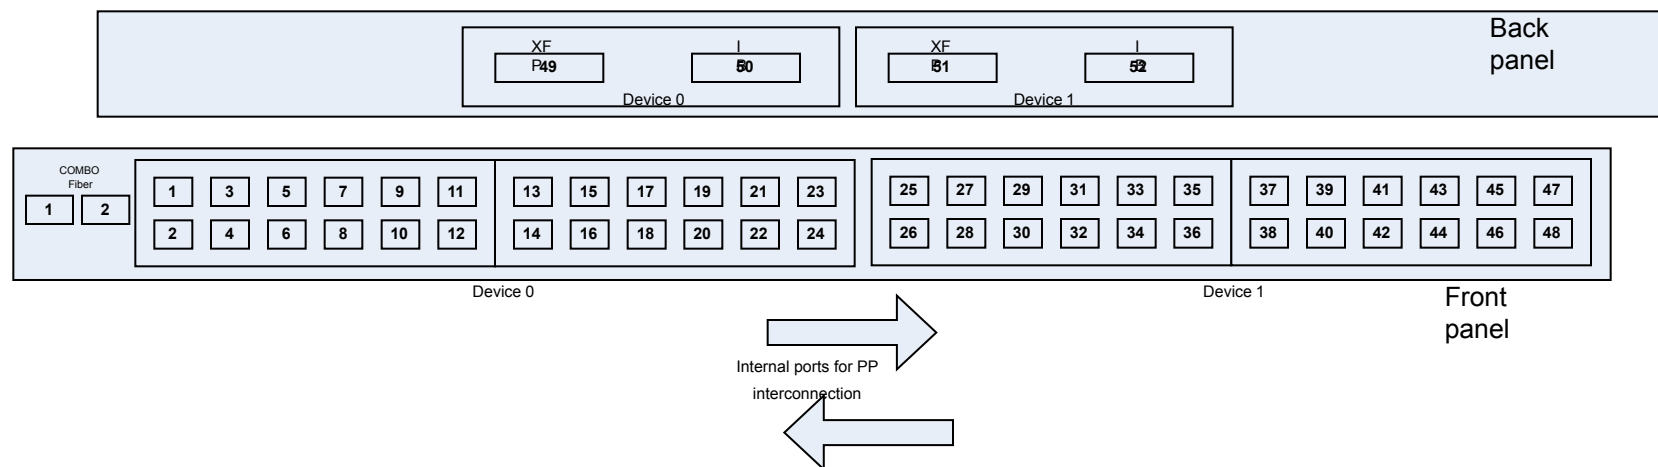 Back
panel
XF
P
I
B
XF
P
I
B
49
50
51
52
Device 0
Device 1
COMBO
Fiber
1
2
1 3 5 7 9 11 13 15 17 19 21 23 25 27 29 31 33 35 37 39 41 43 45 47
2 4 6 8 10 12 14 16 18 20 22 24 26 28 30 32 34 36 38 40 42 44 46 48
Device 0
Device 1
Front
panel
Internal ports for PP
interconnection